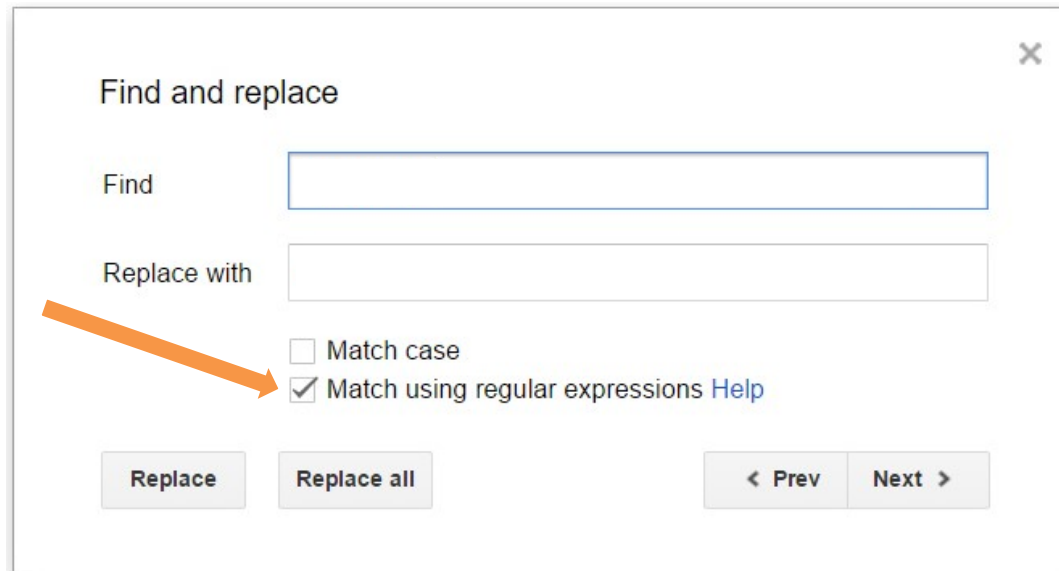 Find and replace
Find
Replace with
Match case
Match using regular expressions Help
Replace Replace all Prev Next